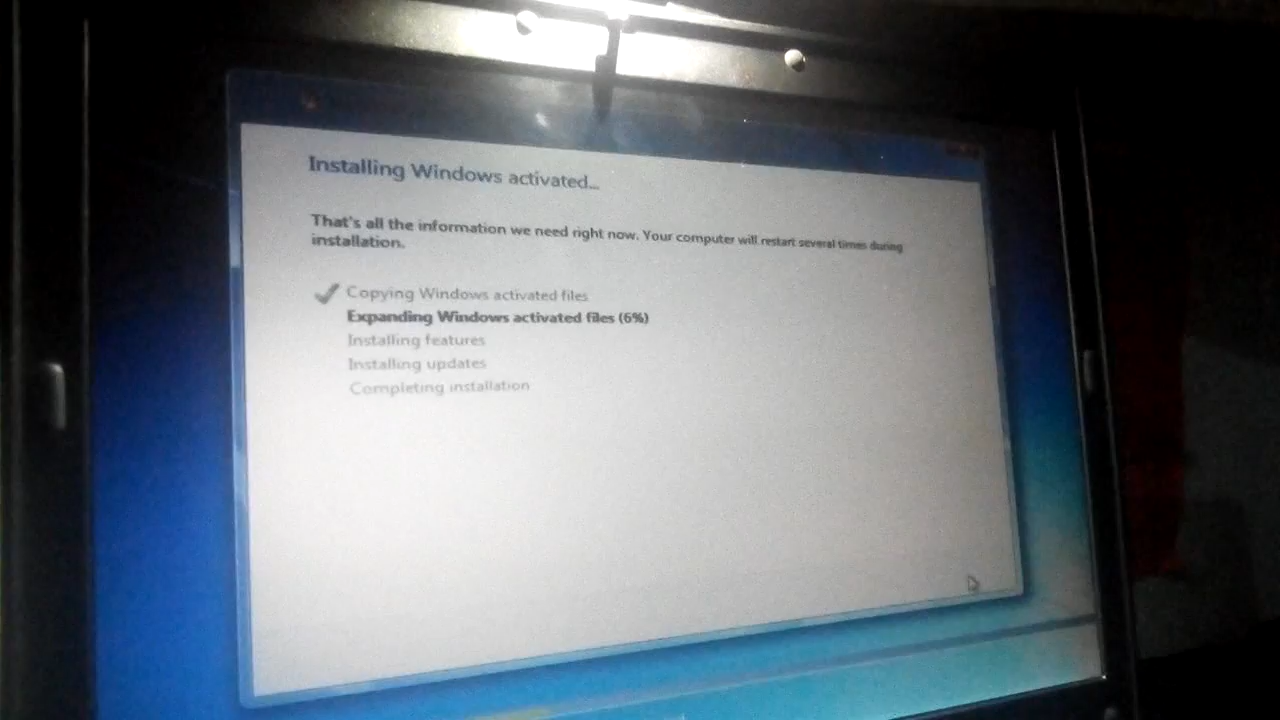 Installing Windows activated...
That's all the information we need right now. Your computer will restart several times during
installation.
Copying Windows activated files
Expanding Windows activated files (6%)
Installing features
Installing updates
Completing installation